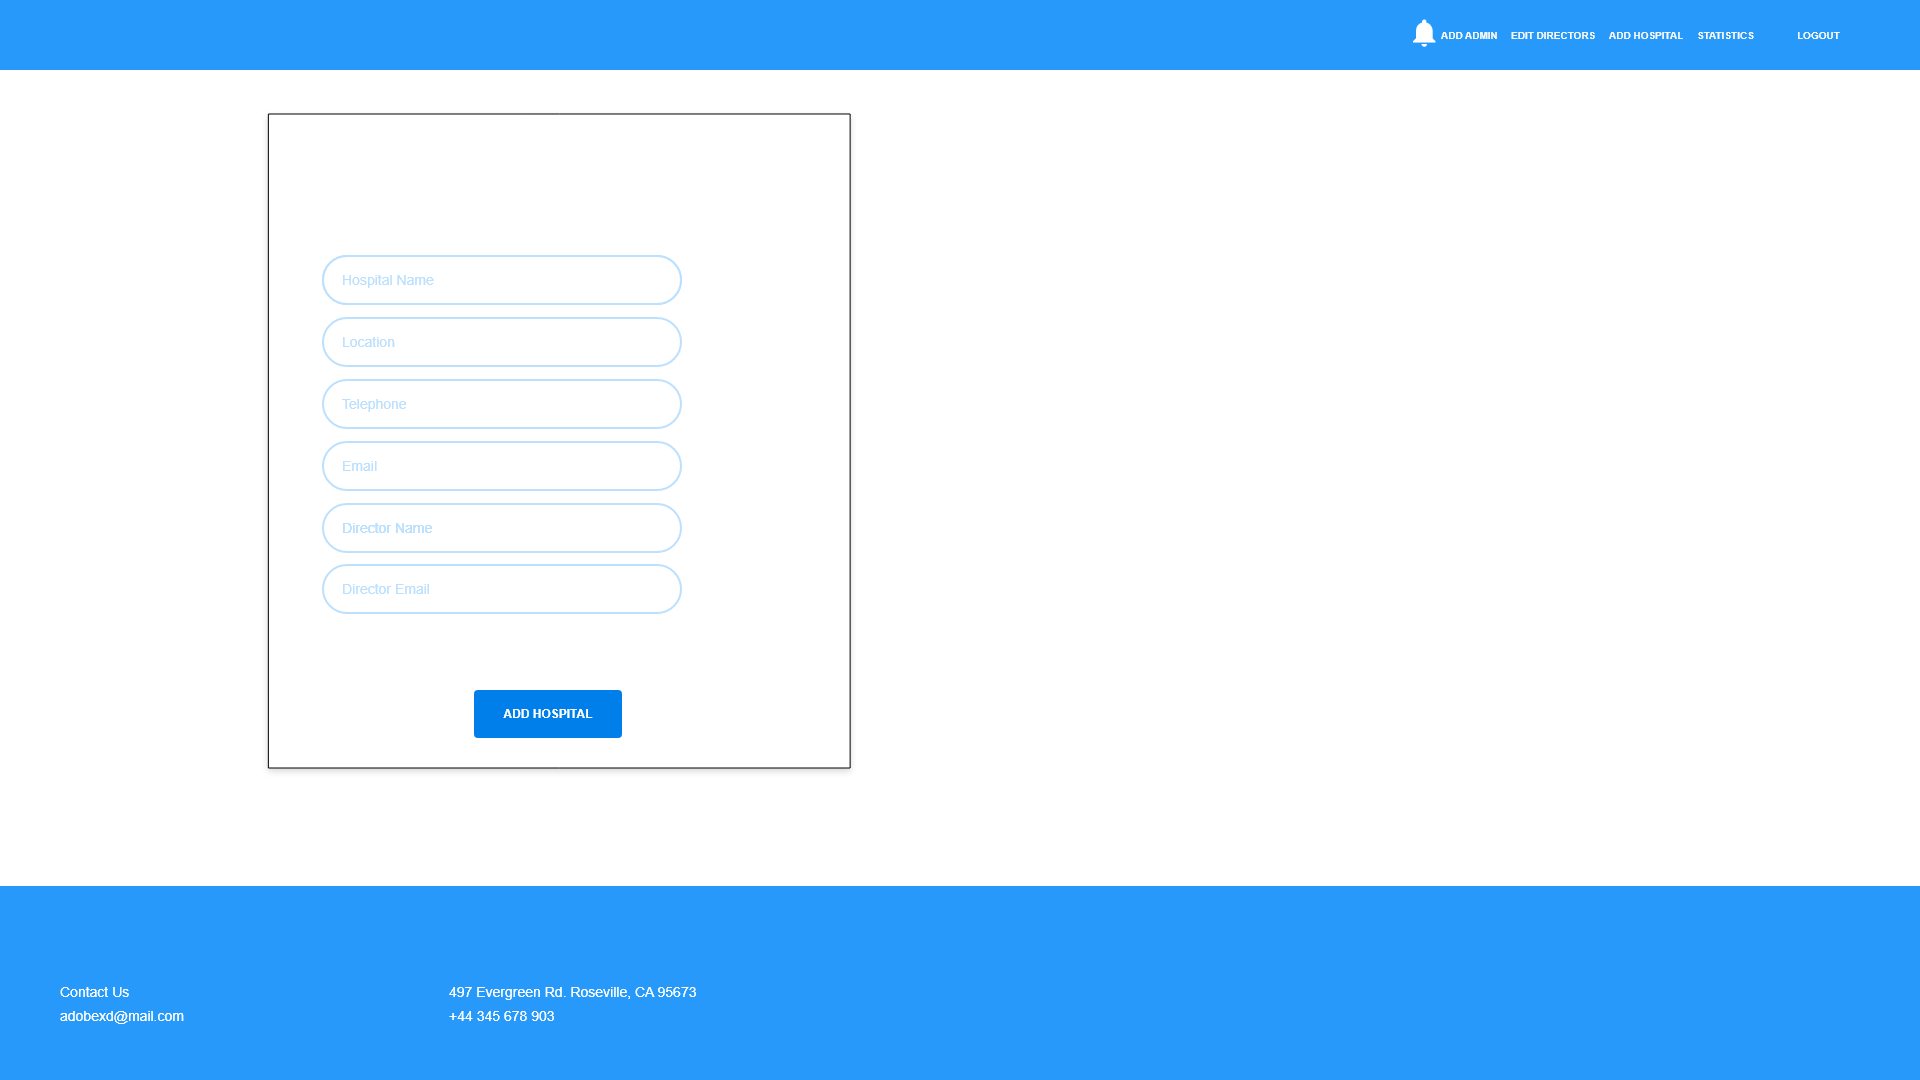 ADD ADMIN EDIT DIRECTORS ADD HOSPITAL STATISTICS LOGOUT
Hospital Name
Location
Telephone
Email
Director Name
Director Email
ADD HOSPITAL
Contact Us
adobexd@mail.com
497 Evergreen Rd. Roseville, CA 95673
+44 345 678 903